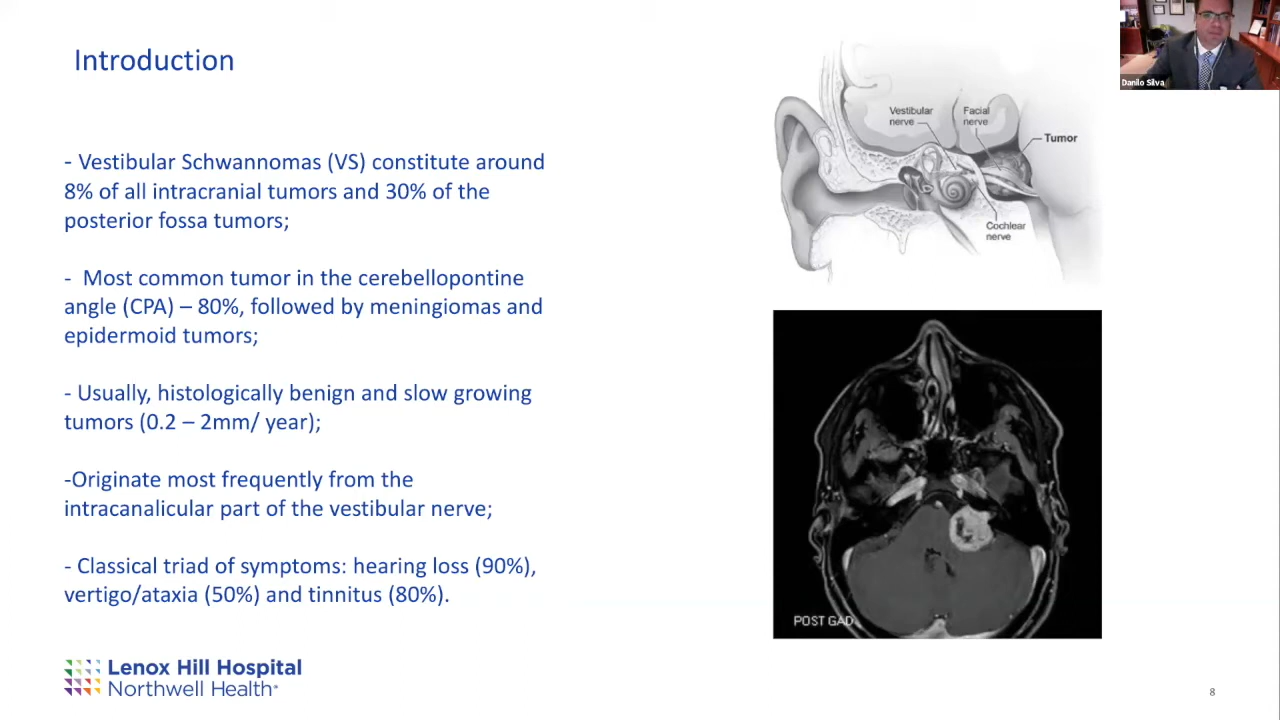 Introduction
- Vestibular Schwannomas (VS) constitute around
8% of all intracranial tumors and 30% of the
posterior fossa tumors;
- Most common tumor in the cerebellopontine
angle (CPA) – 80%, followed by meningiomas and
epidermoid tumors;
- Usually, histologically benign and slow growing
tumors (0.2 – 2mm/ year);
-Originate most frequently from the
intracanalicular part of the vestibular nerve;
- Classical triad of symptoms: hearing loss (90%),
vertigo/ataxia (50%) and tinnitus (80%).
Lenox Hill Hospital
Northwell Health
Vestibular
nerve
Facial
nerve
Tumor
Cochlear
nerve
POST GAD
Danilo Silva
8